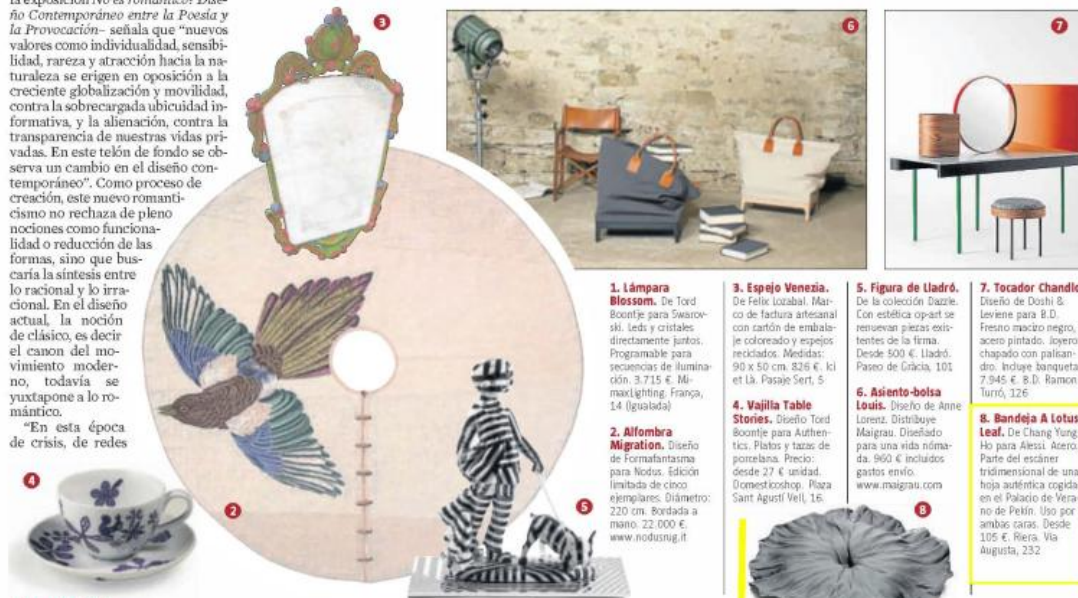 la exposición No es romántico? Dise-
ño Contemporáneo entre la Poesía y
la Provocación– señala que “nuevos
valores como individualidad, sensibi-
lidad, rareza y atracción hacia la na-
turaleza se erigen en oposición a la
creciente globalización y movilidad,
contra la sobrecargada ubicuidad in-
formativa, y la alienación, contra la
transparencia de nuestras vidas pri-
vadas. En este telón de fondo se ob-
serva un cambio en el diseño con-
temporáneo”. Como proceso de
creación, este nuevo romanti-
cismo no rechaza de pleno
nociones como funciona-
lidad o reducción de las
formas, sino que bus-
caría la síntesis entre
lo racional y lo irra-
cional. En el diseño
actual, la noción
de clásico, es decir
el canon del mo-
vimiento moder-
no, todavía se
yuxtapone a lo ro-
mántico.
“En esta época
de crisis, de redes
3
6
7
4
2
5
8
1. Lámpara
Blossom. De Tord
Boontje para Swarov-
ski. Leds y cristales
directamente juntos.
Programable para
secuencias de ilumina-
ción. 3.715 €. Mi-
maxLighting. França,
14 (Igualada)
2. Alfombra
Migration. Diseño
de Formafantasma
para Nodus. Edición
limitada de cinco
ejemplares. Diámetro:
220 cm. Bordada a
mano. 22.000 €.
www.nodusrug.it
3. Espejo Venezia.
De Felix Lozabal. Mar-
co de factura artesanal
con cartón de embala-
je coloreado y espejos
reciclados. Medidas:
90 x 50 cm. 826 €. Ici
et Là. Pasaje Sert, 5
4. Vajilla Table
Stories. Diseño Tord
Boontje para Authen-
tics. Platos y tazas de
porcelana. Precio:
desde 27 € unidad.
Domesticoshop. Plaza
Sant Agustí Vell, 16.
5. Figura de Lladró.
De la colección Dazzle.
Con estética op-art se
renuevan piezas exis-
tentes de la firma.
Desde 500 €. Lladró.
Paseo de Gràcia, 101
6. Asiento-bolsa
Louis. Diseño de Anne
Lorenz. Distribuye
Maigrau. Diseñado
para una vida nóma-
da. 960 € incluidos
gastos envío.
www.maigrau.com
7. Tocador Chandlo
Diseño de Doshi &
Levien para B.D.
Fresno macizo negro,
acero pintado. Joyero
chapado con palisan-
dro. Incluye banqueta
7.945 €. B.D. Ramon
Turró, 126
8. Bandeja A Lotus
Leaf. De Chang Yung
Ho para Alessi. Acero.
Parte del escáner
tridimensional de una
hoja auténtica cogida
en el Palacio de Vera-
no de Pekín. Uso por
ambas caras. Desde
105 €. Riera. Via
Augusta, 232